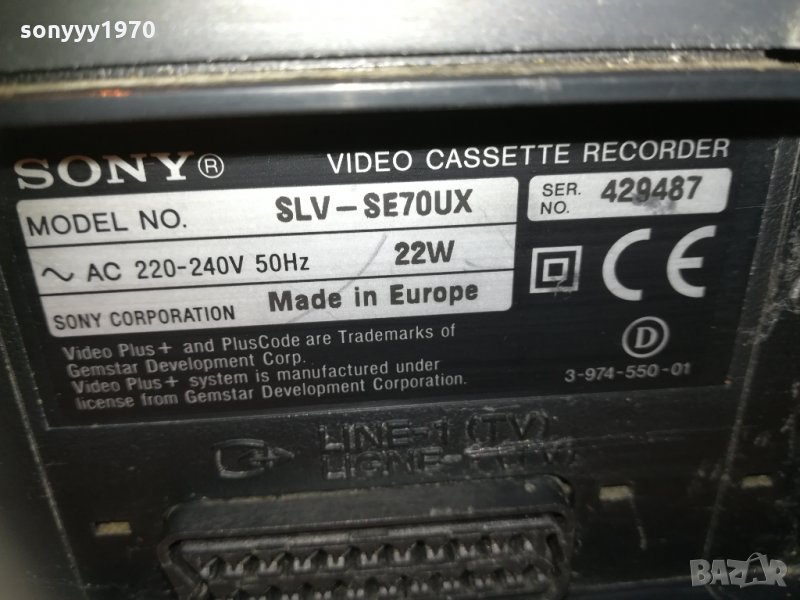 sonyyy1970
SONY®
VIDEO CASSETTE RECORDER
MODEL NO. SLV-SE70UX
SER. NO. 429487
~ AC 220-240V 50Hz 22W
SONY CORPORATION Made in Europe
CE
Video Plus+ and PlusCode are Trademarks of
Gemstar Development Corp.
Video Plus+ system is manufactured under
license from Gemstar Development Corporation.
D
3-974-550-01
LINE-1 (TV)
BAZAR